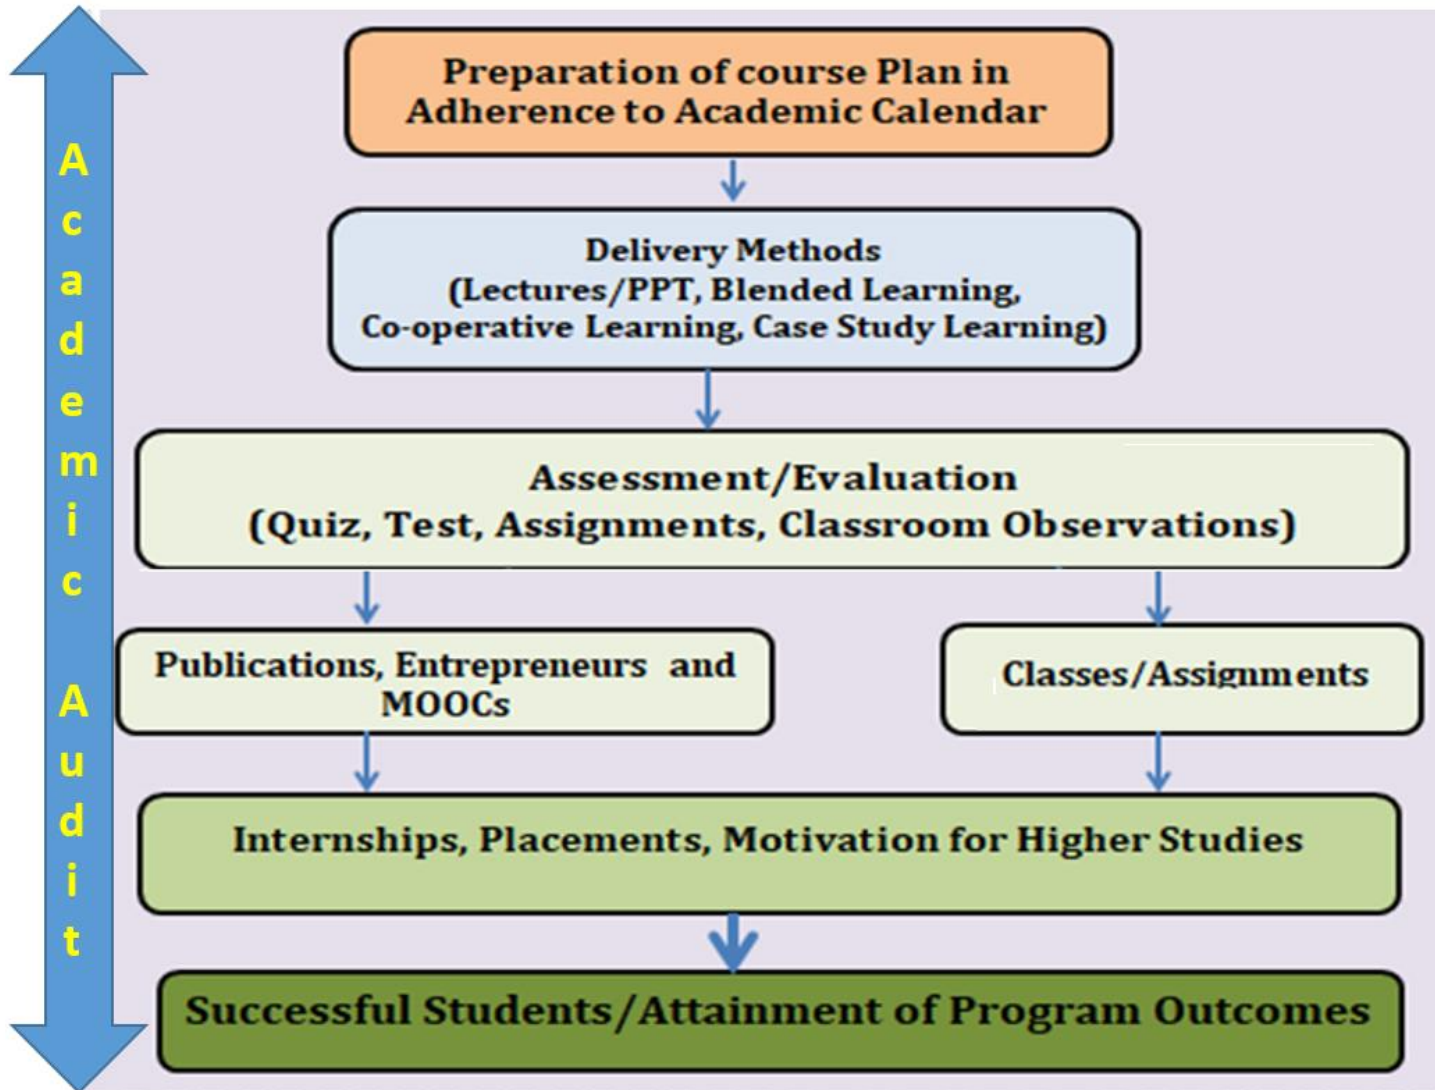 Academic Audit
Preparation of course Plan in
Adherence to Academic Calendar
Delivery Methods
(Lectures/PPT, Blended Learning,
Co-operative Learning, Case Study Learning)
Assessment/Evaluation
(Quiz, Test, Assignments, Classroom Observations)
Publications, Entrepreneurs and
MOOCs
Classes/Assignments
Internships, Placements, Motivation for Higher Studies
Successful Students/Attainment of Program Outcomes